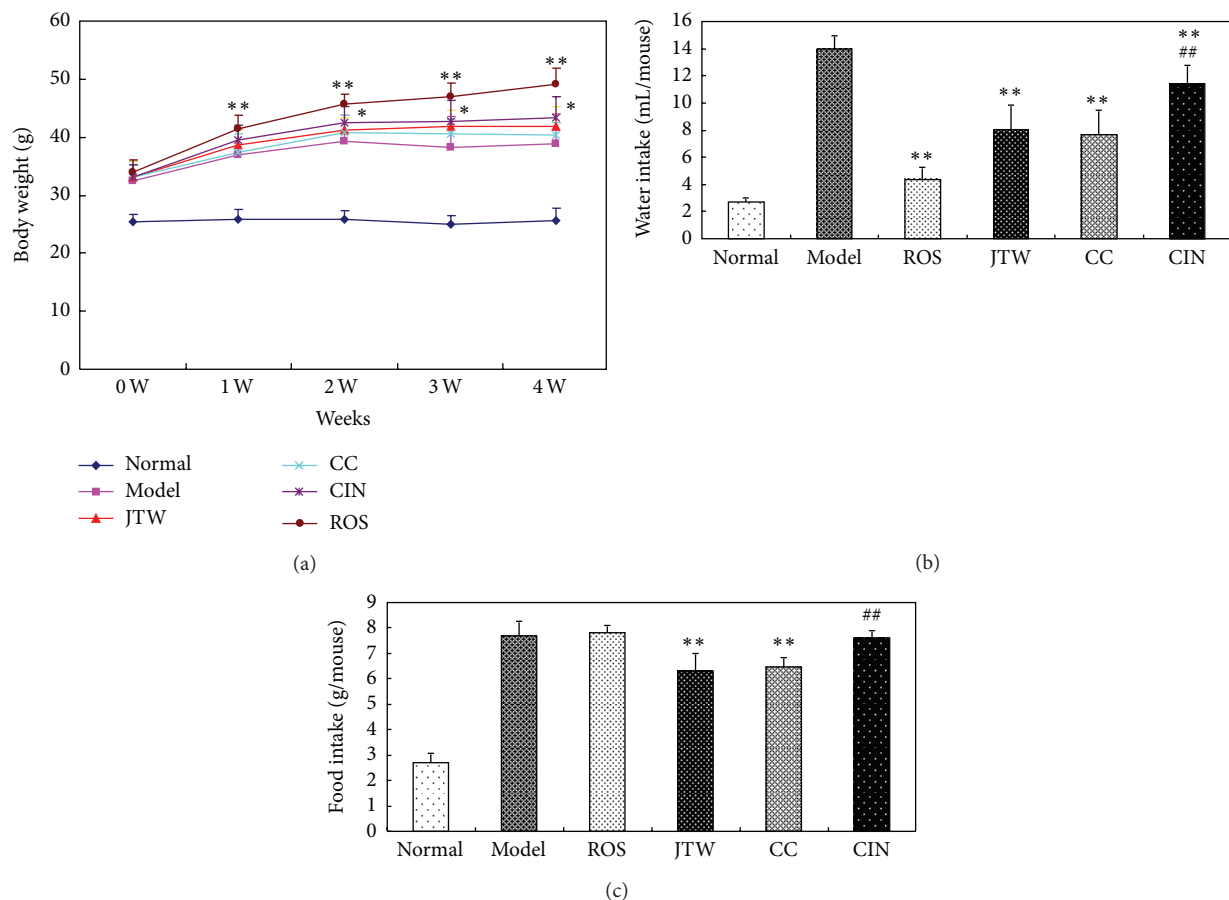 60
50
40
30
20
10
0
Body weight (g)
**
**
**
**
*
*
*
0 W 1 W 2 W 3 W 4 W
Weeks
Normal
Model
JTW
CC
CIN
ROS
(a)
16
14
12
10
8
6
4
2
0
Water intake (mL/mouse)
**
**
**
**
##
Normal Model ROS JTW CC CIN
(b)
9
8
7
6
5
4
3
2
1
0
Food intake (g/mouse)
**
**
##
Normal Model ROS JTW CC CIN
(c)